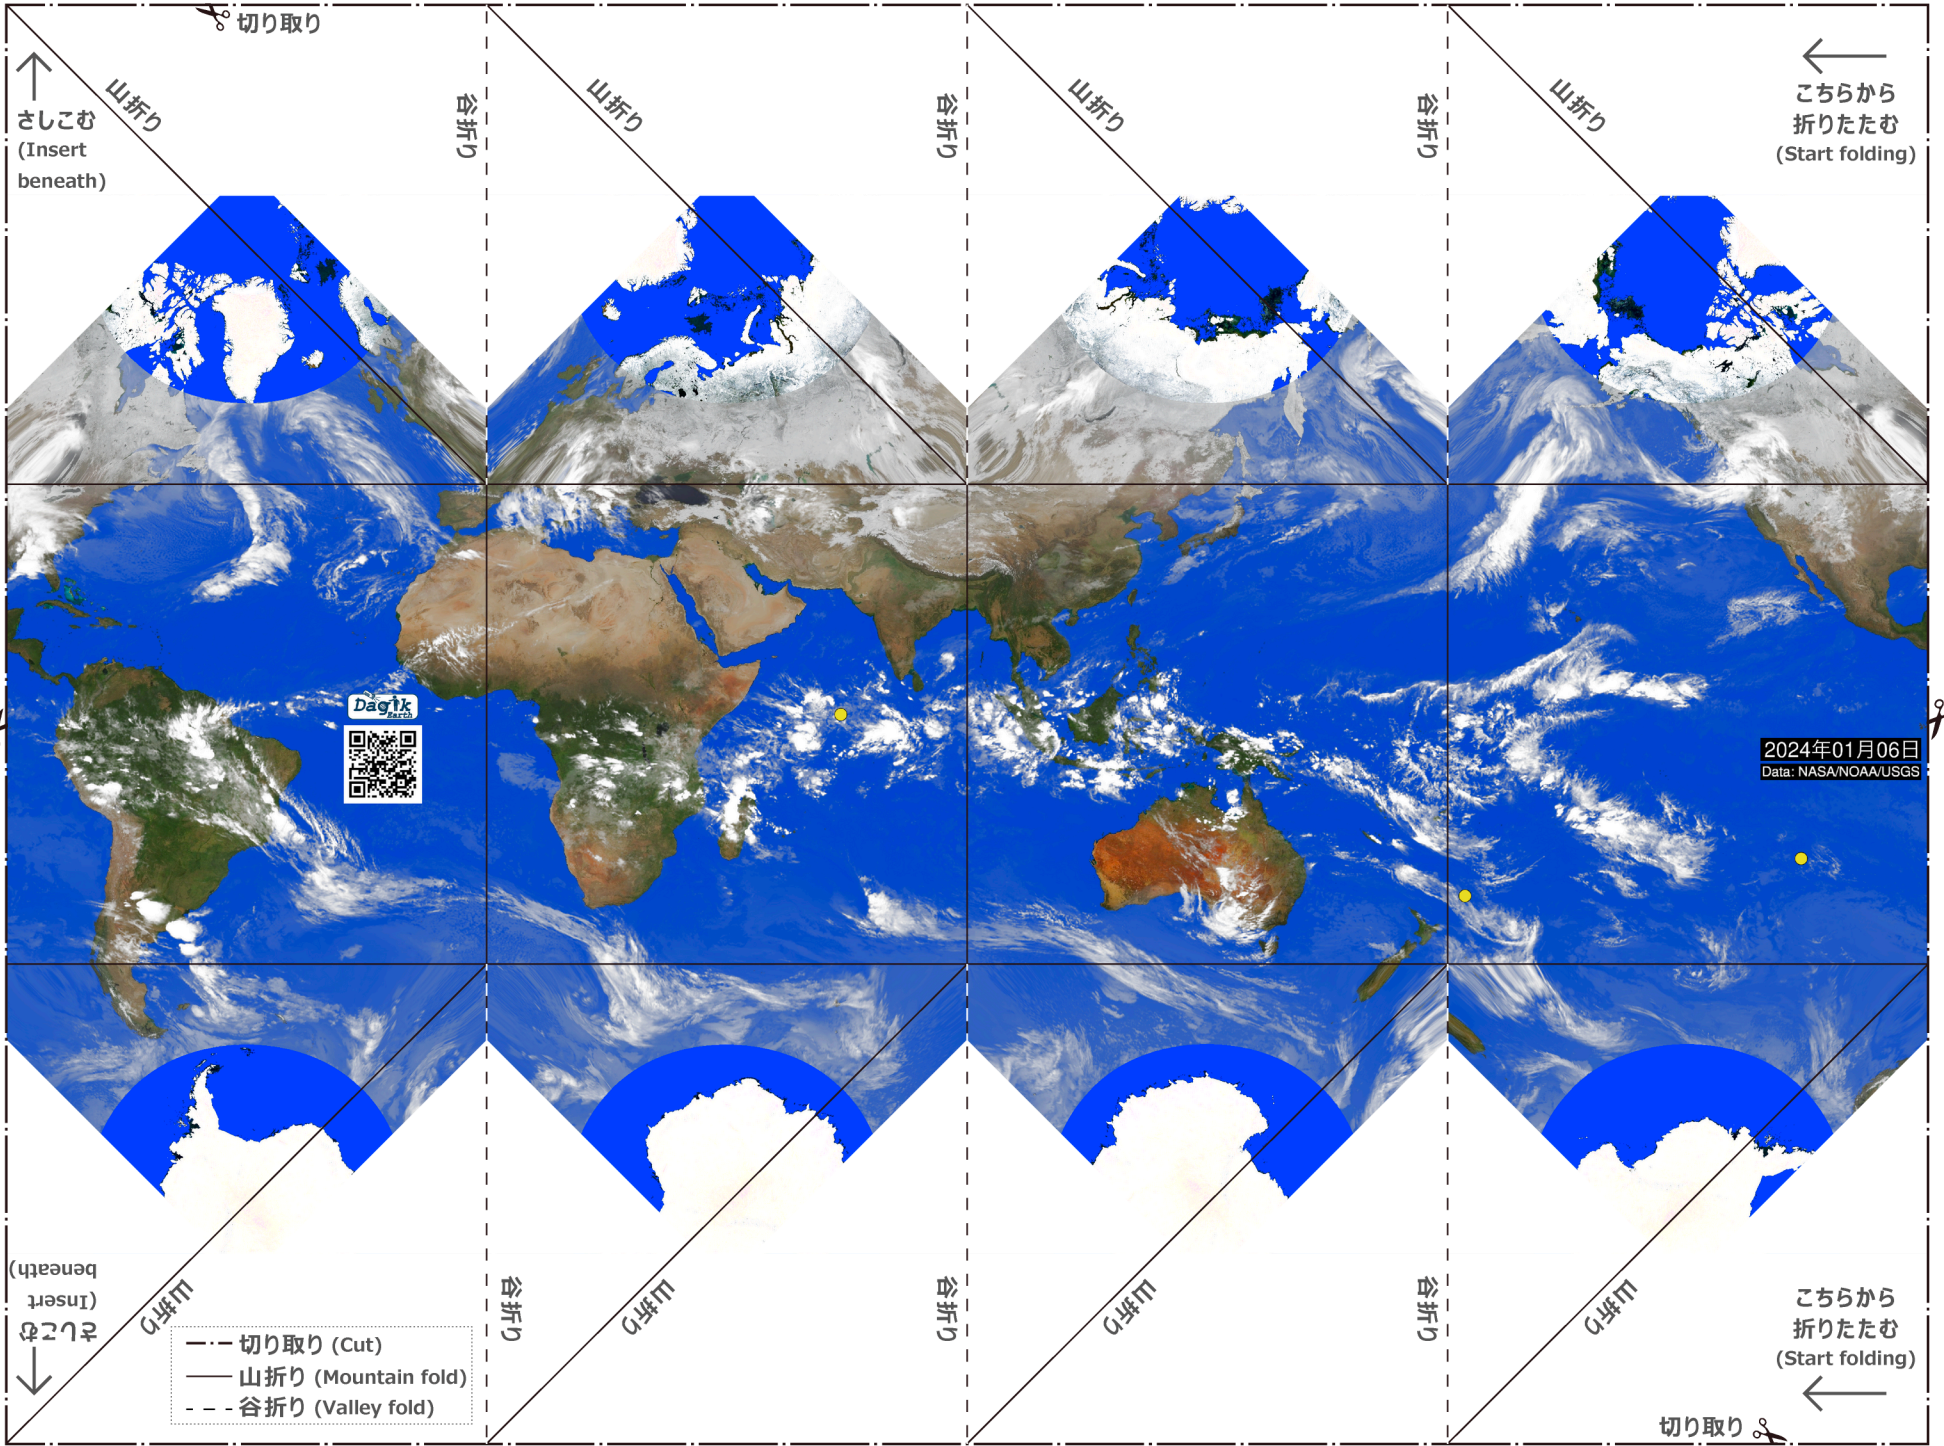 切り取り
山折り
谷折り
山折り
谷折り
山折り
谷折り
山折り
さしこむ
(Insert
beneath)
こちらから
折りたたむ
(Start folding)
Dagik
Earth
2024年01月06日
Data: NASA/NOAA/USGS
さしこむ
(Insert
beneath)
山折り
谷折り
山折り
谷折り
山折り
谷折り
山折り
切り取り (Cut)
山折り (Mountain fold)
谷折り (Valley fold)
こちらから
折りたたむ
(Start folding)
切り取り